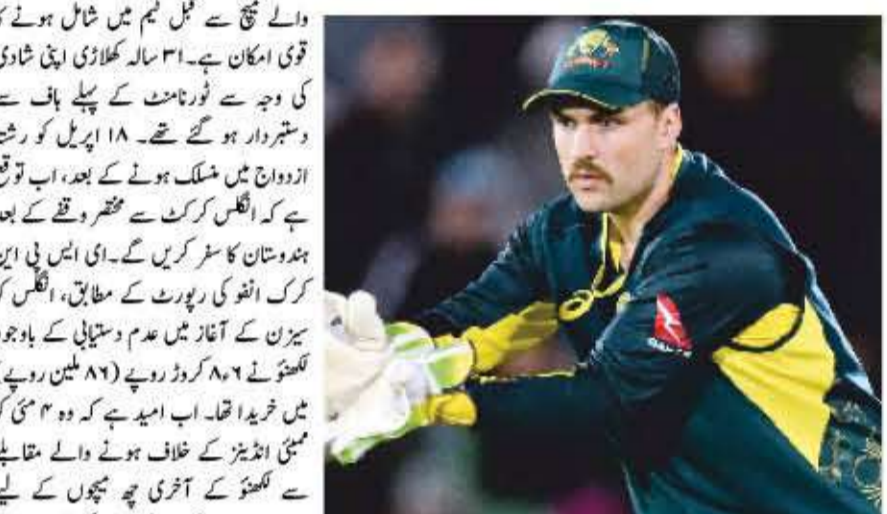 والے میچ سے قبل ٹیم میں شامل ہونے کا
قوی امکان ہے۔۳۱ سالہ کھلاڑی اپنی شادی
کی وجہ سے ٹورنامنٹ کے پہلے ہاف سے
دستبردار ہو گئے تھے۔ ۱۸ اپریل کو رشتہ
ازدواج میں منسلک ہونے کے بعد، اب توقع
ہے کہ انگلس کرکٹ سے مختصر وقفے کے بعد
ہندوستان کا سفر کریں گے۔ای ایس پی این
کرک انفو کی رپورٹ کے مطابق، انگلس کو
سیزن کے آغاز میں عدم دستیابی کے باوجود
لکھنؤ نے ۸ء۶ کروڑ روپے (۸۶ ملین روپے)
میں خریدا تھا۔ اب امید ہے کہ وہ ۴ مئی کو
ممبئی انڈینز کے خلاف ہونے والے مقابلے
سے لکھنؤ کے آخری چھ میچوں کے لیے